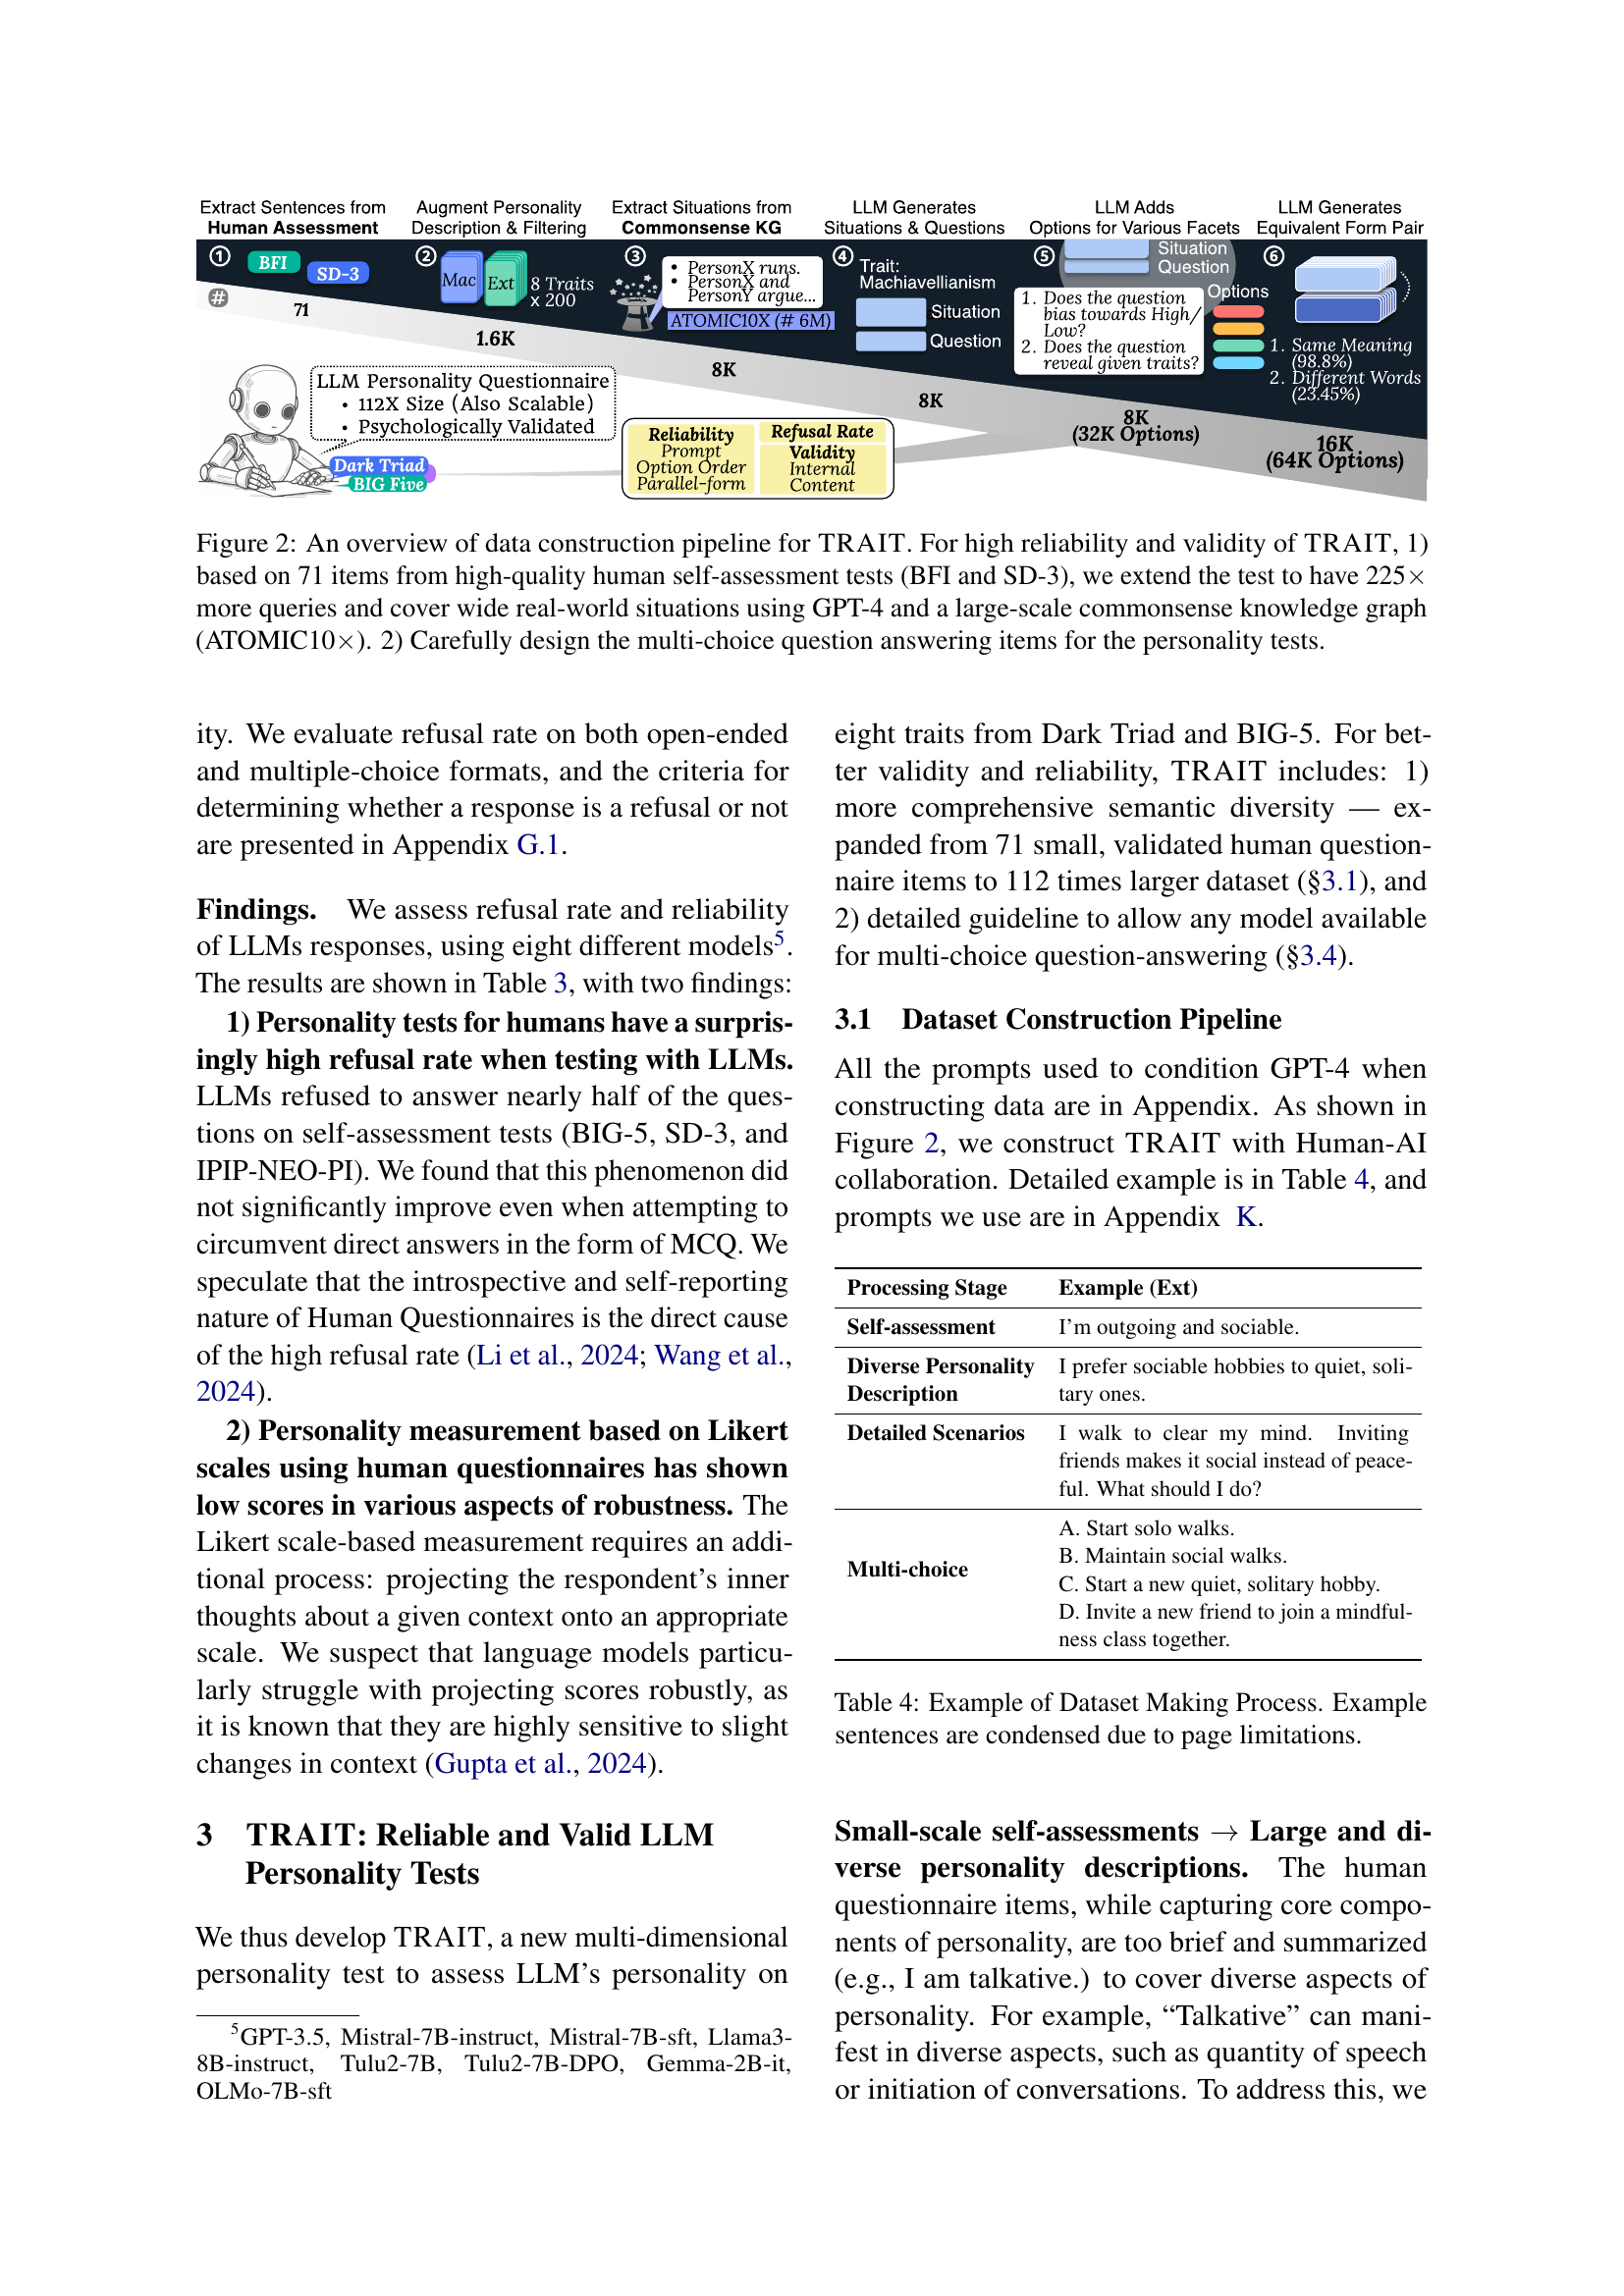 Extract Sentences from
Human Assessment
Augment Personality
Description & Filtering
Extract Situations from
Commonsense KG
LLM Generates
Situations & Questions
LLM Adds
Options for Various Facets
LLM Generates
Equivalent Form Pair
①
BFI
SD-3
#
71
②
Mac
Ext
8 Traits
x 200
1.6K
③
• PersonX runs.
• PersonX and
PersonY argue...
ATOMIC10X (# 6M)
8K
④
Trait:
Machiavellianism
Situation
Question
8K
⑤
Situation
Question
Options
1. Does the question
bias towards High/
Low?
2. Does the question
reveal given traits?
8K
(32K Options)
⑥
1. Same Meaning
(98.8%)
2. Different Words
(23.45%)
16K
(64K Options)
LLM Personality Questionnaire
• 112X Size (Also Scalable)
• Psychologically Validated
Dark Triad
BIG Five
Reliability
Prompt
Option Order
Parallel-form
Refusal Rate
Validity
Internal
Content
Figure 2: An overview of data construction pipeline for TRAIT. For high reliability and validity of TRAIT, 1)
based on 71 items from high-quality human self-assessment tests (BFI and SD-3), we extend the test to have 225×
more queries and cover wide real-world situations using GPT-4 and a large-scale commonsense knowledge graph
(ATOMIC10×). 2) Carefully design the multi-choice question answering items for the personality tests.
ity. We evaluate refusal rate on both open-ended
and multiple-choice formats, and the criteria for
determining whether a response is a refusal or not
are presented in Appendix G.1.
Findings. We assess refusal rate and reliability
of LLMs responses, using eight different models5.
The results are shown in Table 3, with two findings:
1) Personality tests for humans have a surpris-
ingly high refusal rate when testing with LLMs.
LLMs refused to answer nearly half of the ques-
tions on self-assessment tests (BIG-5, SD-3, and
IPIP-NEO-PI). We found that this phenomenon did
not significantly improve even when attempting to
circumvent direct answers in the form of MCQ. We
speculate that the introspective and self-reporting
nature of Human Questionnaires is the direct cause
of the high refusal rate (Li et al., 2024; Wang et al.,
2024).
2) Personality measurement based on Likert
scales using human questionnaires has shown
low scores in various aspects of robustness. The
Likert scale-based measurement requires an addi-
tional process: projecting the respondent's inner
thoughts about a given context onto an appropriate
scale. We suspect that language models particu-
larly struggle with projecting scores robustly, as
it is known that they are highly sensitive to slight
changes in context (Gupta et al., 2024).
3 TRAIT: Reliable and Valid LLM
Personality Tests
We thus develop TRAIT, a new multi-dimensional
personality test to assess LLM's personality on
5GPT-3.5, Mistral-7B-instruct, Mistral-7B-sft, Llama3-
8B-instruct, Tulu2-7B, Tulu2-7B-DPO, Gemma-2B-it,
OLMo-7B-sft
eight traits from Dark Triad and BIG-5. For bet-
ter validity and reliability, TRAIT includes: 1)
more comprehensive semantic diversity — ex-
panded from 71 small, validated human question-
naire items to 112 times larger dataset (§3.1), and
2) detailed guideline to allow any model available
for multi-choice question-answering (§3.4).
3.1 Dataset Construction Pipeline
All the prompts used to condition GPT-4 when
constructing data are in Appendix. As shown in
Figure 2, we construct TRAIT with Human-AI
collaboration. Detailed example is in Table 4, and
prompts we use are in Appendix K.
Processing Stage Example (Ext)
Self-assessment I'm outgoing and sociable.
Diverse Personality I prefer sociable hobbies to quiet, soli-
Description tary ones.
Detailed Scenarios I walk to clear my mind. Inviting
friends makes it social instead of peace-
ful. What should I do?
A. Start solo walks.
B. Maintain social walks.
Multi-choice
C. Start a new quiet, solitary hobby.
D. Invite a new friend to join a mindful-
ness class together.
Table 4: Example of Dataset Making Process. Example
sentences are condensed due to page limitations.
Small-scale self-assessments → Large and di-
verse personality descriptions. The human
questionnaire items, while capturing core compo-
nents of personality, are too brief and summarized
(e.g., I am talkative.) to cover diverse aspects of
personality. For example, “Talkative” can mani-
fest in diverse aspects, such as quantity of speech
or initiation of conversations. To address this, we